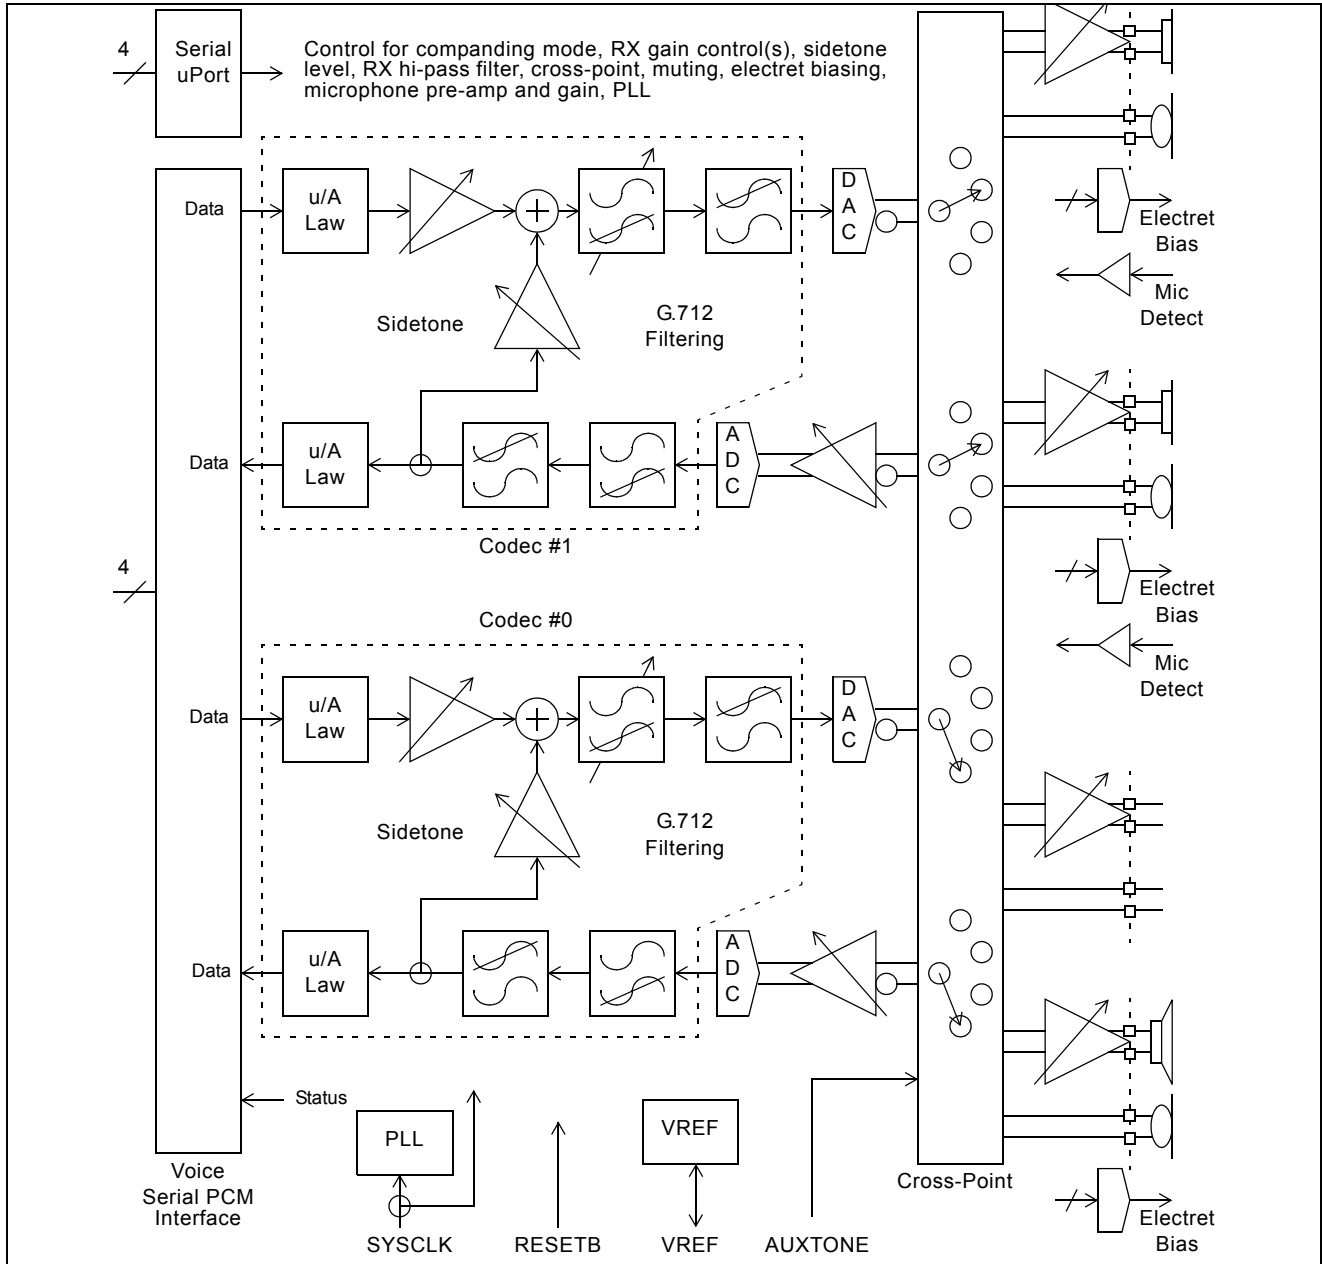 4
Serial
uPort
Control for companding mode, RX gain control(s), sidetone
level, RX hi-pass filter, cross-point, muting, electret biasing,
microphone pre-amp and gain, PLL
Data
u/A
Law
D
A
C
Electret
Bias
Sidetone
G.712
Filtering
Mic
Detect
Data
u/A
Law
A
D
C
Codec #1
4
Electret
Bias
Codec #0
Mic
Detect
Data
u/A
Law
D
A
C
Sidetone
G.712
Filtering
Data
u/A
Law
A
D
C
Status
PLL
VREF
Voice
Serial PCM
Interface
Cross-Point
SYSCLK
RESETB
VREF
AUXTONE
Electret
Bias